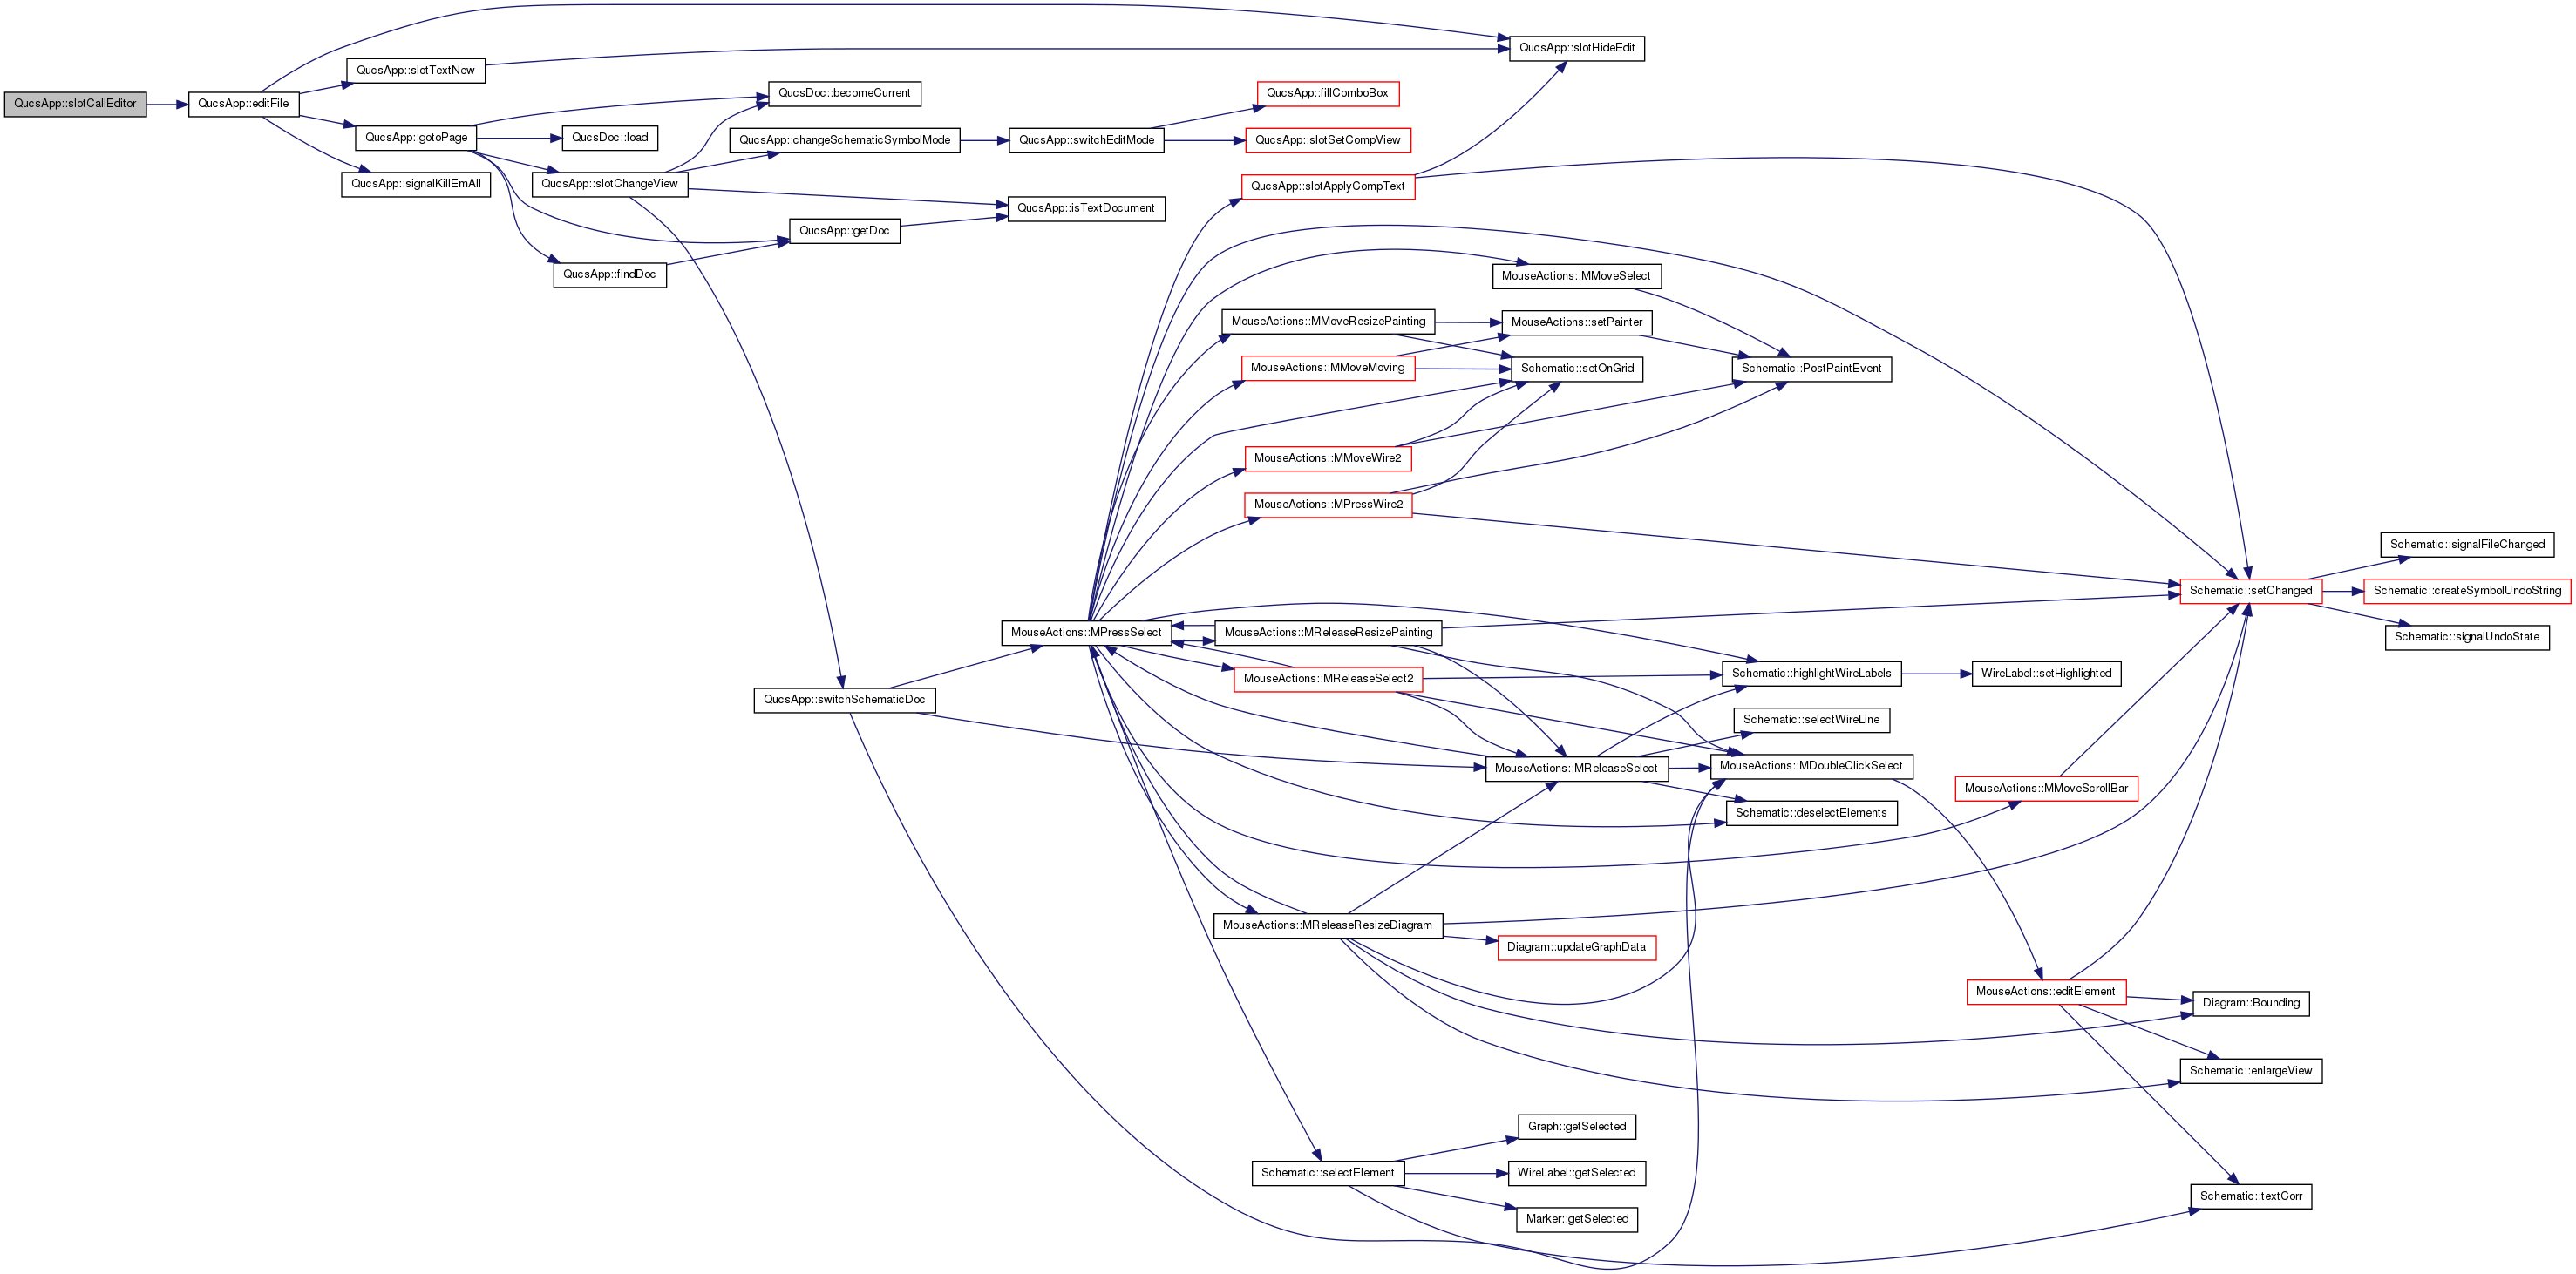 QucsApp::slotCallEditor
QucsApp::editFile
QucsApp::slotTextNew
QucsApp::gotoPage
QucsApp::signalKillEmAll
QucsDoc::becomeCurrent
QucsDoc::load
QucsApp::changeSchematicSymbolMode
QucsApp::slotChangeView
QucsApp::getDoc
QucsApp::findDoc
QucsApp::switchEditMode
QucsApp::isTextDocument
QucsApp::fillComboBox
QucsApp::slotSetCompView
QucsApp::slotHideEdit
QucsApp::slotApplyCompText
MouseActions::MMoveSelect
MouseActions::MMoveResizePainting
MouseActions::setPainter
MouseActions::MMoveMoving
Schematic::setOnGrid
Schematic::PostPaintEvent
MouseActions::MMoveWire2
MouseActions::MPressWire2
Schematic::signalFileChanged
Schematic::setChanged
Schematic::createSymbolUndoString
Schematic::signalUndoState
MouseActions::MPressSelect
MouseActions::MReleaseResizePainting
MouseActions::MReleaseSelect2
Schematic::highlightWireLabels
WireLabel::setHighlighted
QucsApp::switchSchematicDoc
Schematic::selectWireLine
MouseActions::MReleaseSelect
MouseActions::MDoubleClickSelect
MouseActions::MMoveScrollBar
Schematic::deselectElements
MouseActions::MReleaseResizeDiagram
Diagram::updateGraphData
MouseActions::editElement
Diagram::Bounding
Schematic::enlargeView
Graph::getSelected
Schematic::selectElement
WireLabel::getSelected
Schematic::textCorr
Marker::getSelected